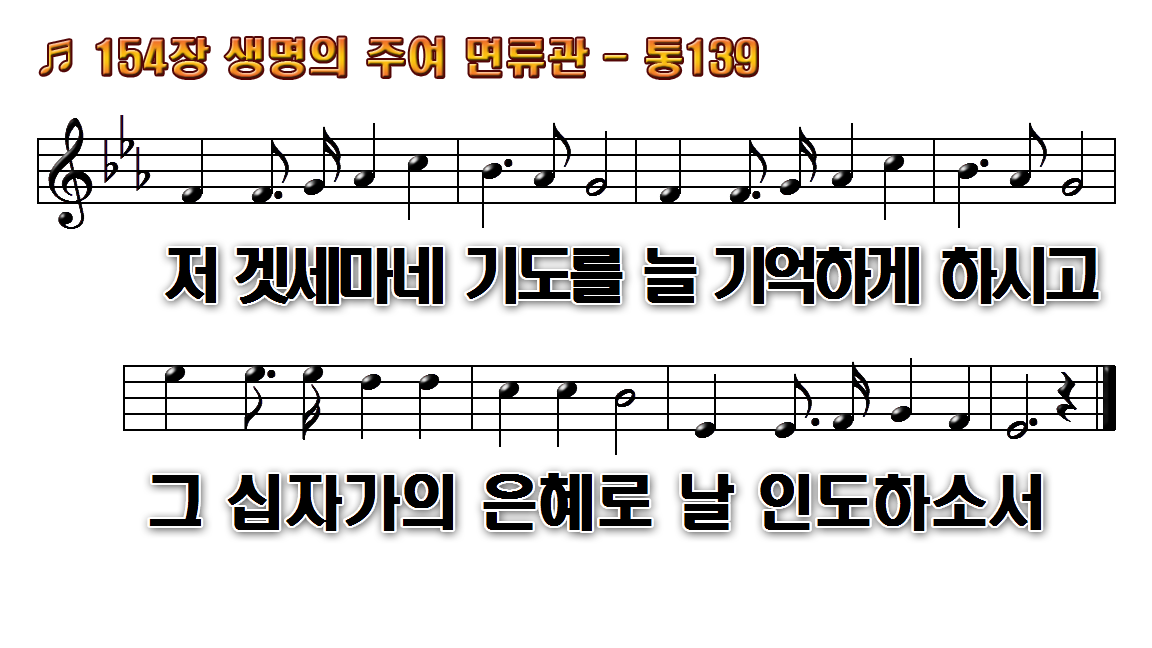 154장 생명의 주여 면류관 - 통139
저 겟세마네 기도를 늘 기억하게 하시고
그 십자가의 은혜로 날 인도하소서